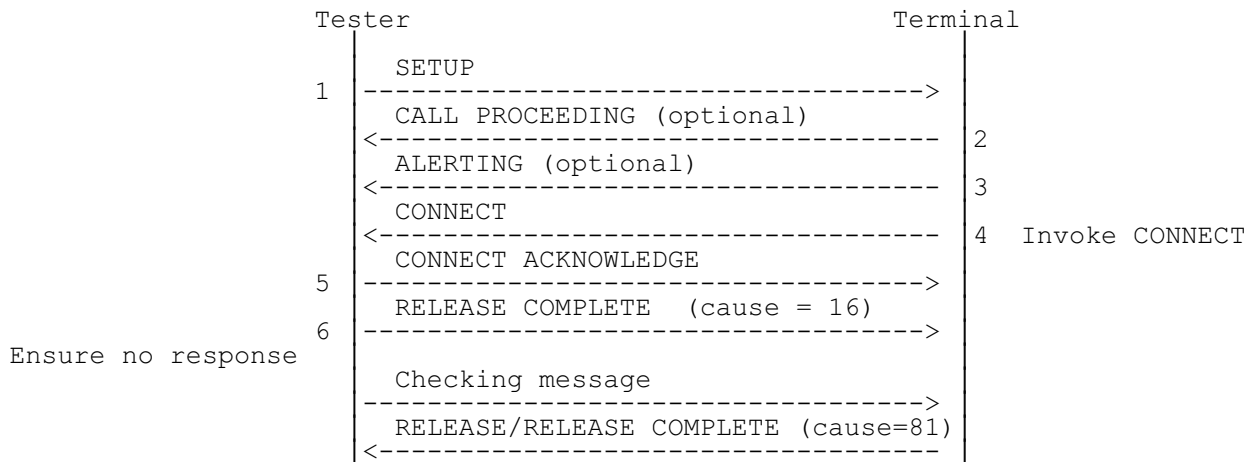 Tester Terminal
SETUP
1
CALL PROCEEDING (optional)
2
ALERTING (optional)
3
CONNECT
4 Invoke CONNECT
CONNECT ACKNOWLEDGE
5
RELEASE COMPLETE (cause = 16)
6
Ensure no response
Checking message
RELEASE/RELEASE COMPLETE (cause=81)